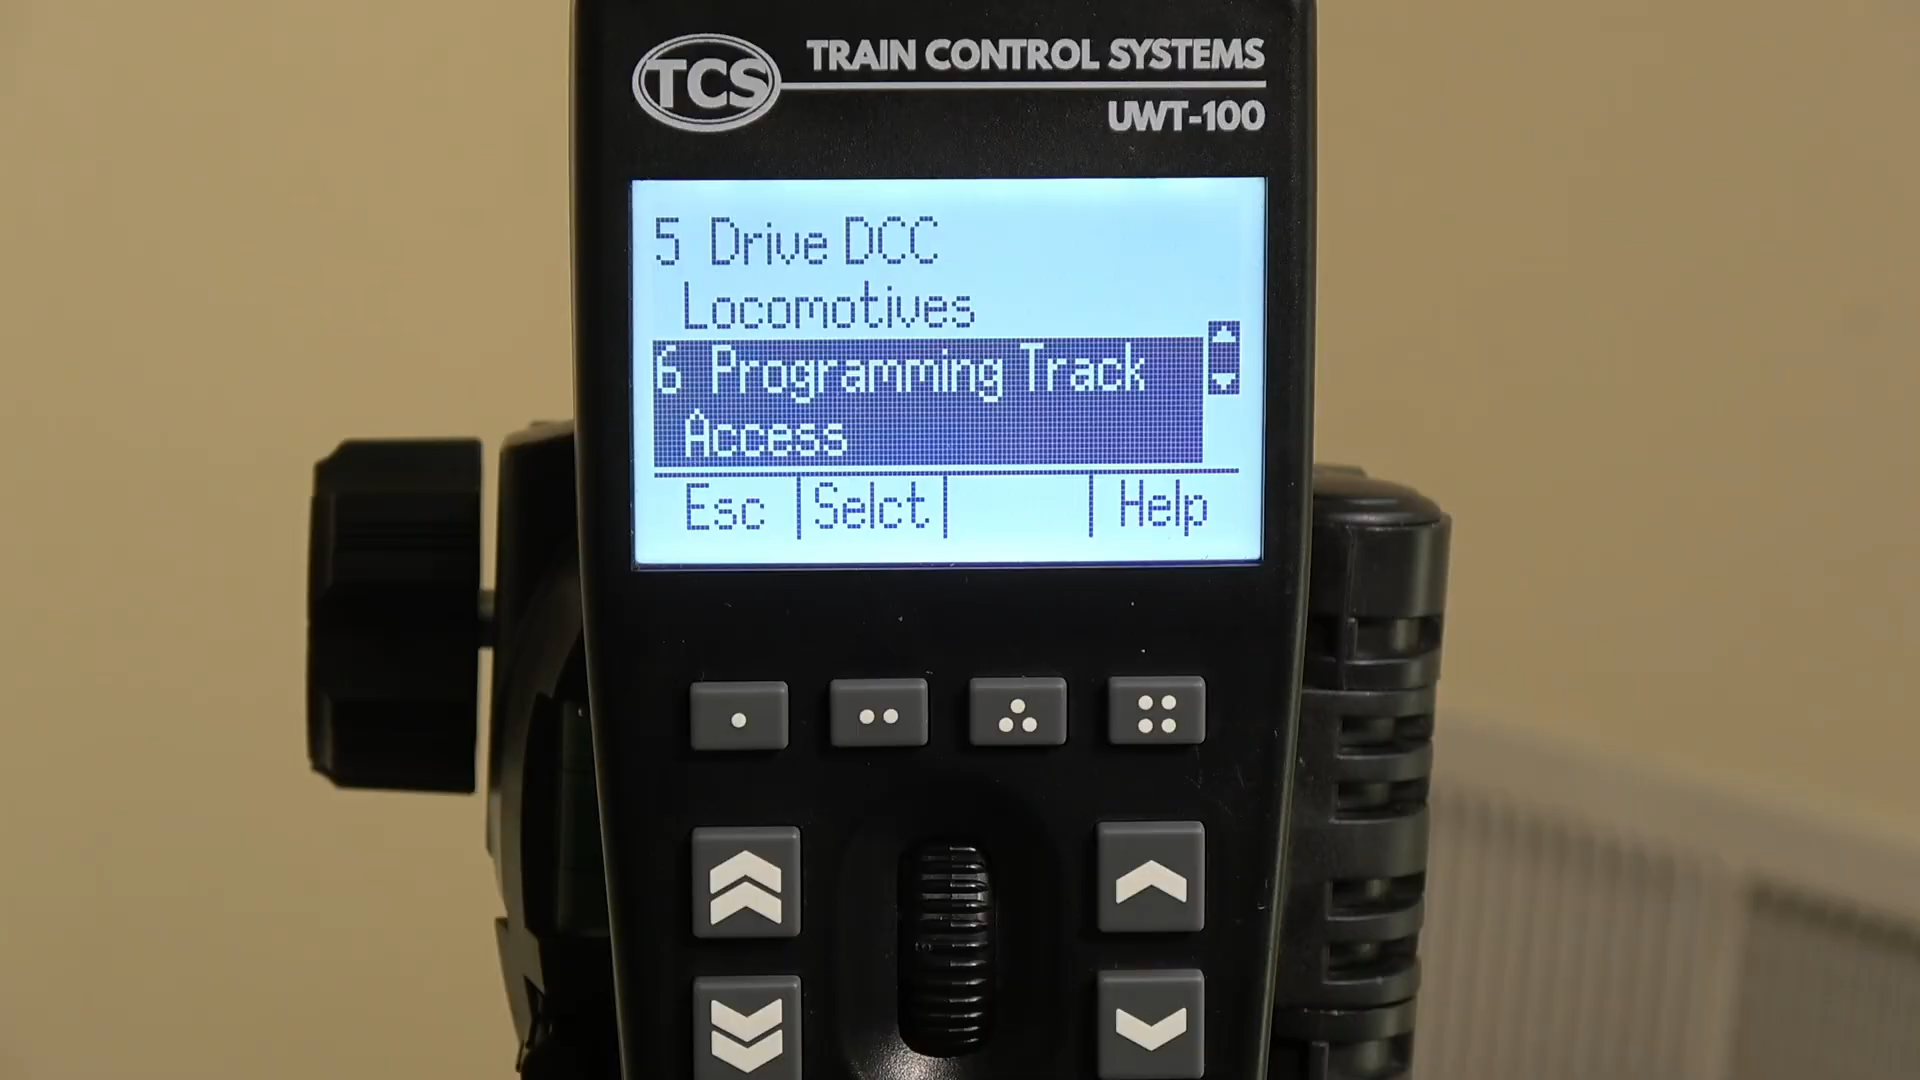 TCS TRAIN CONTROL SYSTEMS
UWT-100
5 Drive DCC
Locomotives
6 Programming Track
Access
Esc |Selct| | Help